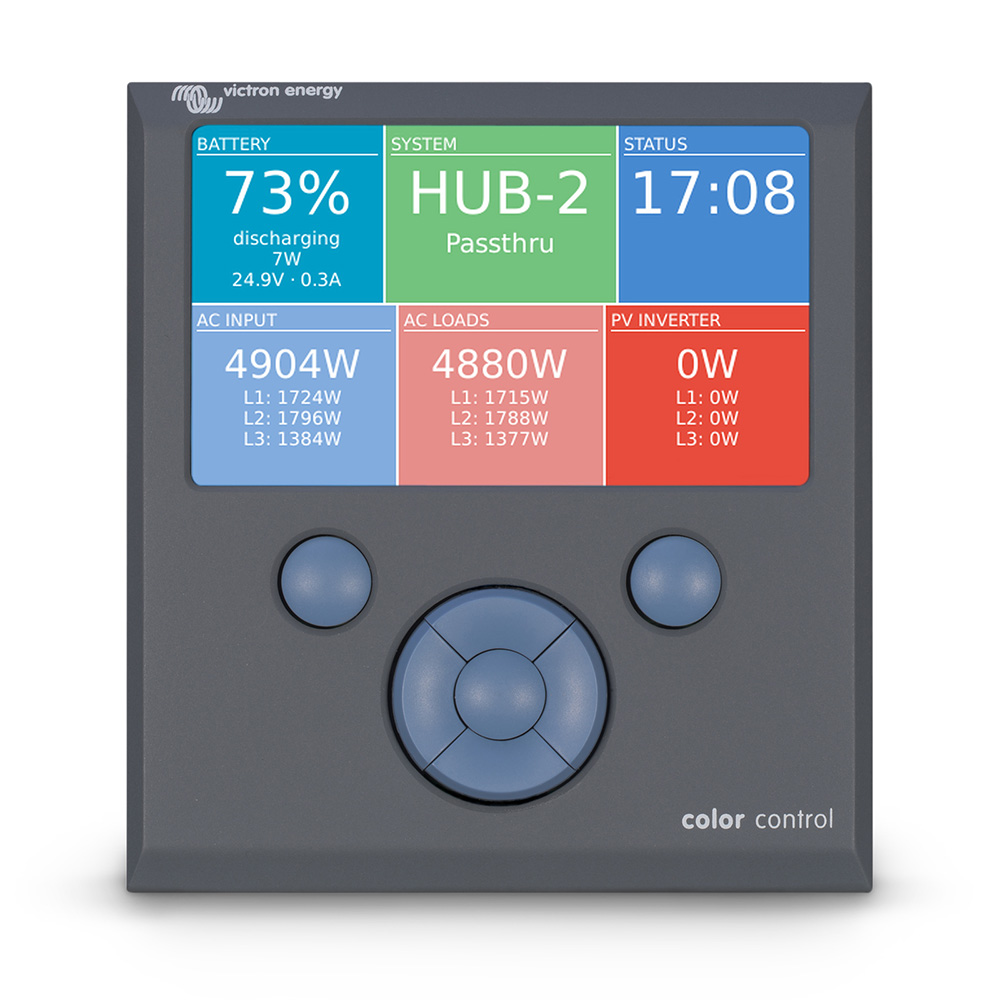 victron energy
BATTERY
73%
discharging
7W
24.9V · 0.3A
SYSTEM
HUB-2
Passthru
STATUS
17:08
AC INPUT
4904W
L1: 1724W
L2: 1796W
L3: 1384W
AC LOADS
4880W
L1: 1715W
L2: 1788W
L3: 1377W
PV INVERTER
0W
L1: 0W
L2: 0W
L3: 0W
color control